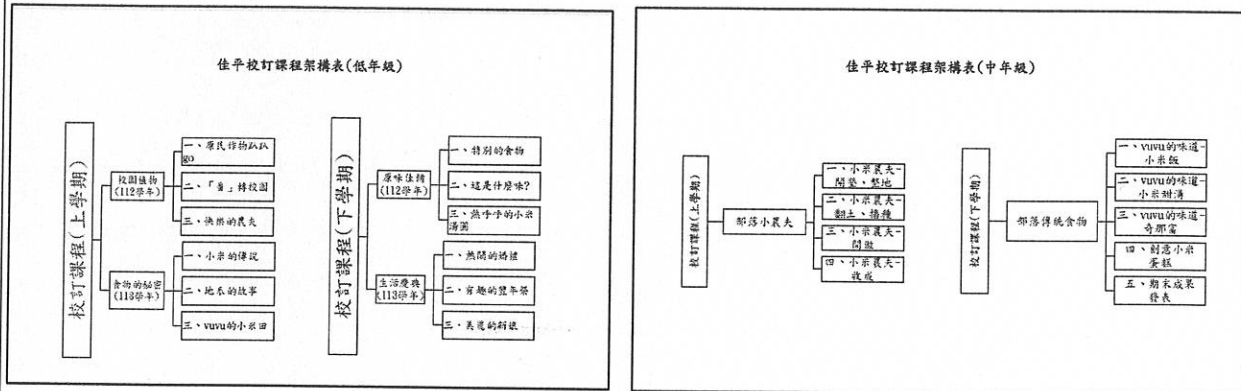 佳平校訂課程架構表(低年級)
校訂課程(上學期)
校園植物
(112學年)
一、原民作物趴趴
go
二、「薯」轉校園
三、快樂的農夫
食物的秘密
(113學年)
一、小米的傳說
二、地瓜的故事
三、vuvu的小米田
校訂課程(下學期)
原味佳餚
(112學年)
一、特別的食物
二、這是什麼味?
三、熱呼呼的小米
湯圓
生活慶典
(113學年)
一、熱鬧的婚禮
二、有趣的豐年祭
三、美麗的新娘
佳平校訂課程架構表(中年級)
校訂課程(上學期)
部落小農夫
一、小米農夫-
開墾、整地
二、小米農夫-
翻土、播種
三、小米農夫-
間拔
四、小米農夫-
收成
校訂課程(下學期)
部落傳統食物
一、vuvu的味道-
小米飯
二、vuvu的味道-
小米甜湯
三、vuvu的味道-
奇那富
四、創意小米
蛋糕
五、期末成果
發表